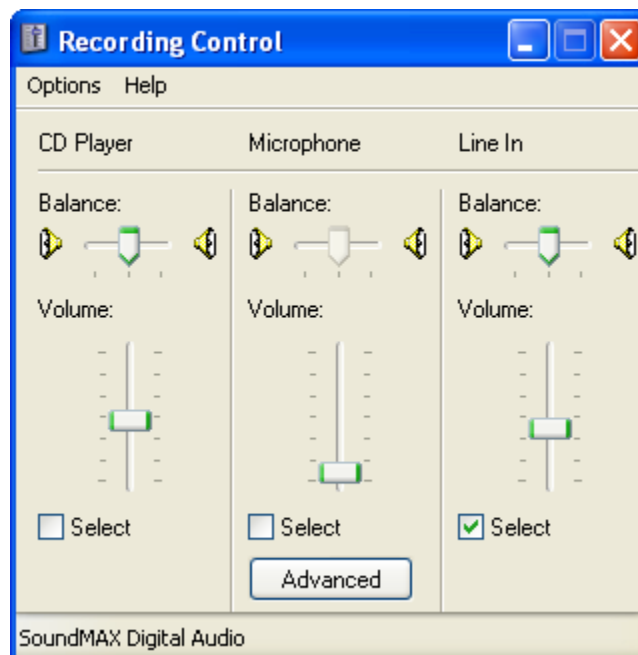 Recording Control
Options Help
CD Player Microphone Line In
Balance: Balance: Balance:
Volume: Volume: Volume:
Select Select Select
Advanced
SoundMAX Digital Audio